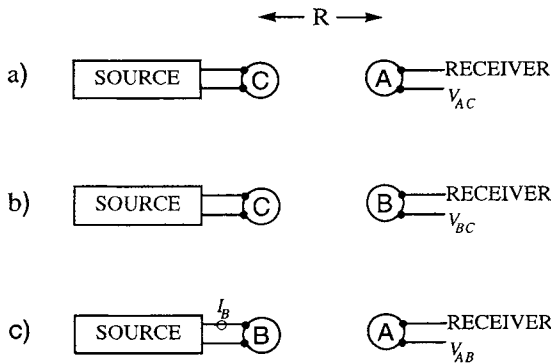 R
a) SOURCE C A RECEIVER
V_AC
b) SOURCE C B RECEIVER
V_BC
I_B
c) SOURCE B A RECEIVER
V_AB